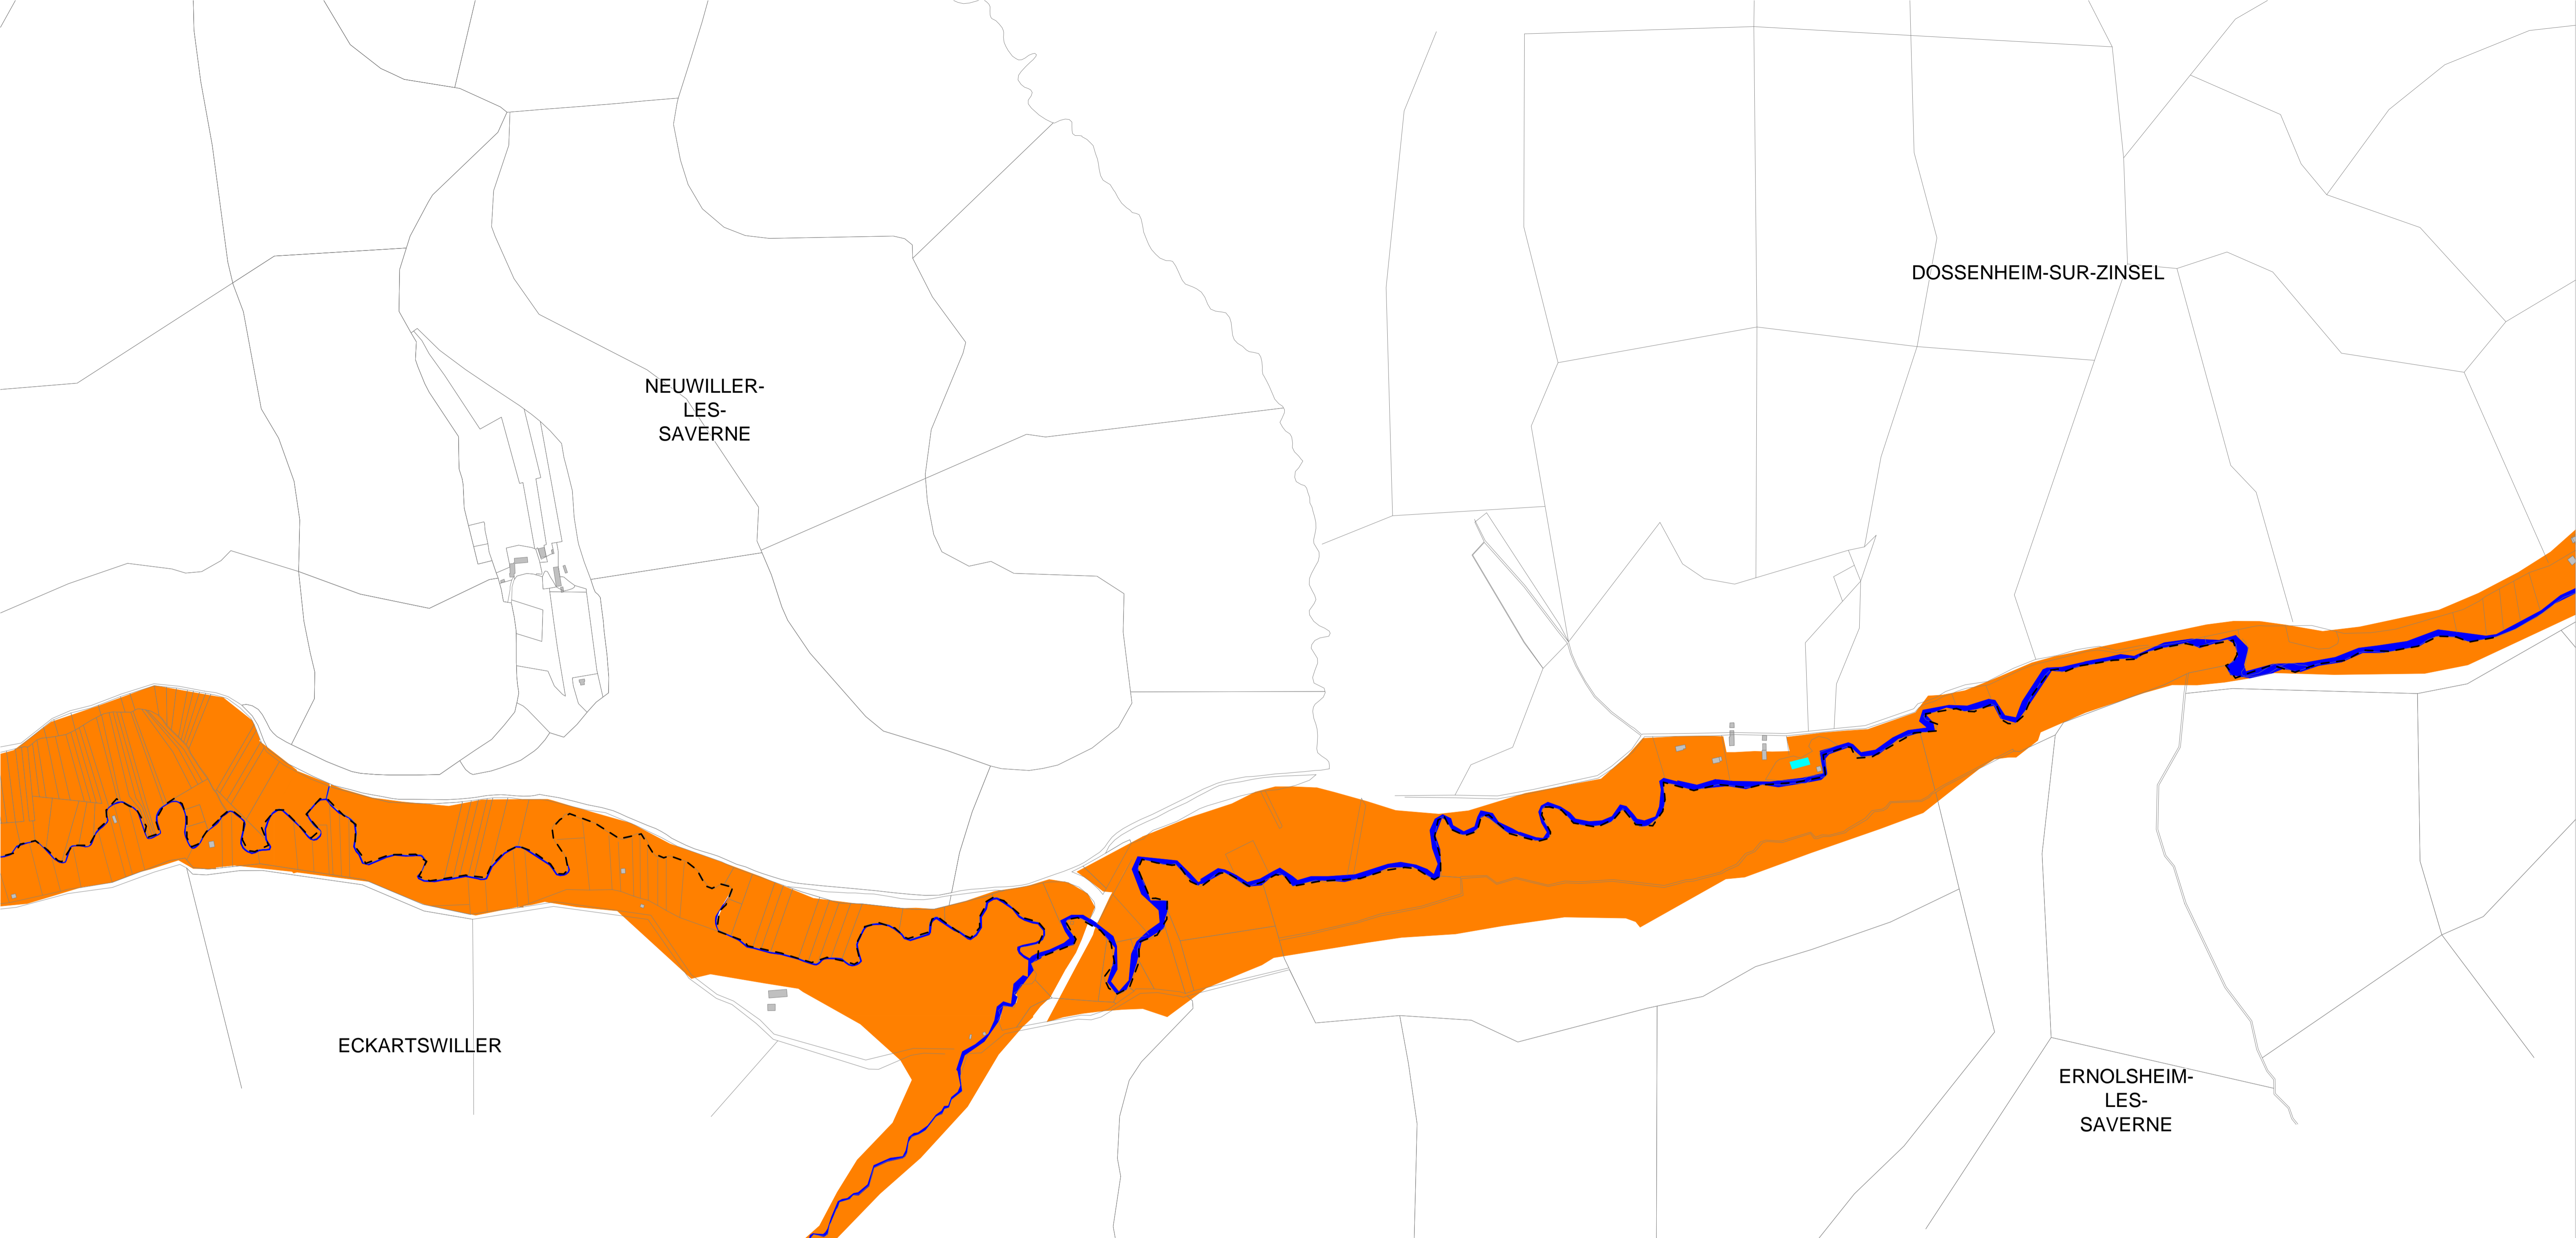 DOSSENHEIM-SUR-ZINSEL
NEUWILLER-
LES-
SAVERNE
ECKARTSWILLER
ERNOLSHEIM-
LES-
SAVERNE